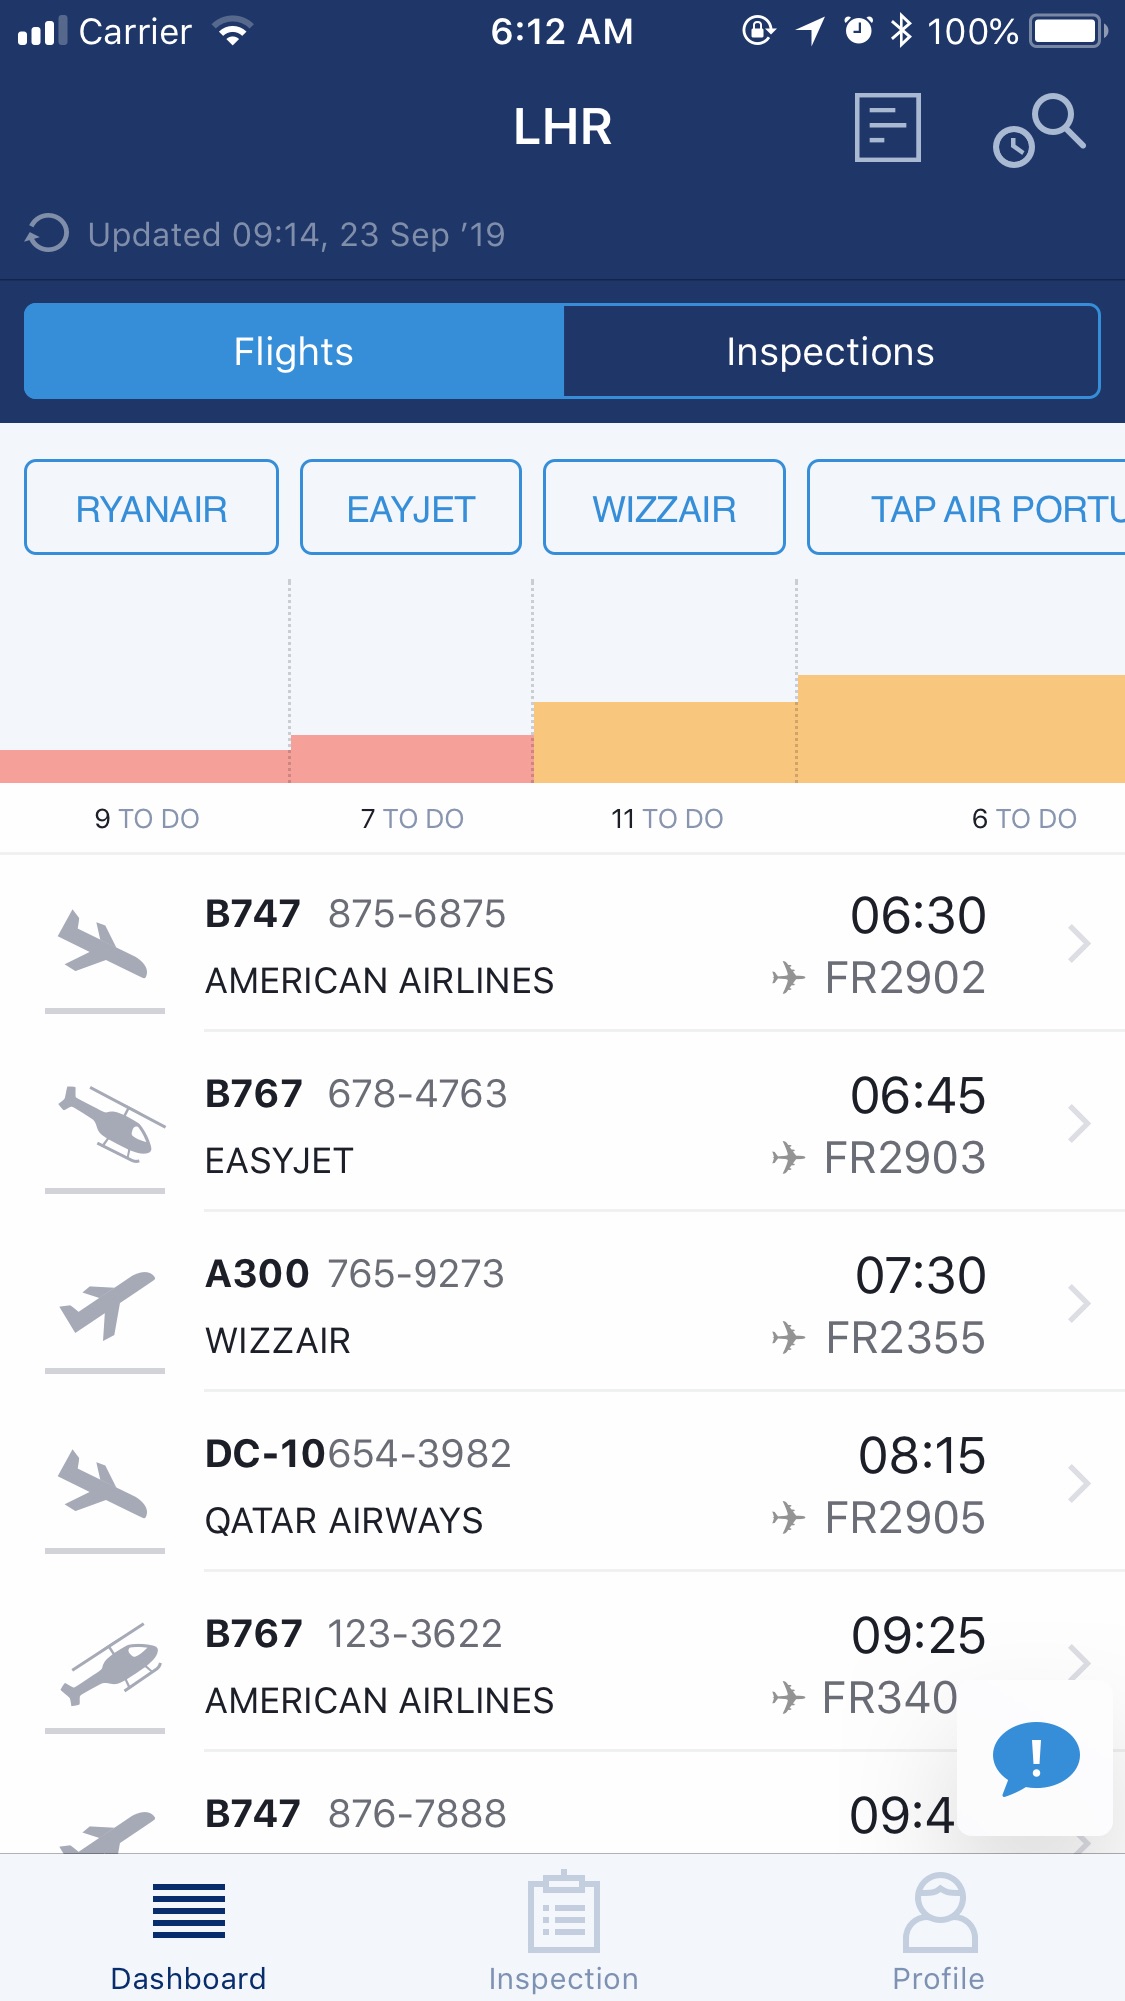 Carrier 6:12 AM 100%
LHR
Updated 09:14, 23 Sep ’19
Flights Inspections
RYANAIR EAYJET WIZZAIR TAP AIR PORTU
9 TO DO 7 TO DO 11 TO DO 6 TO DO
B747 875-6875 06:30
AMERICAN AIRLINES FR2902
B767 678-4763 06:45
EASYJET FR2903
A300 765-9273 07:30
WIZZAIR FR2355
DC-10 654-3982 08:15
QATAR AIRWAYS FR2905
B767 123-3622 09:25
AMERICAN AIRLINES FR340
B747 876-7888 09:4
!
Dashboard Inspection Profile